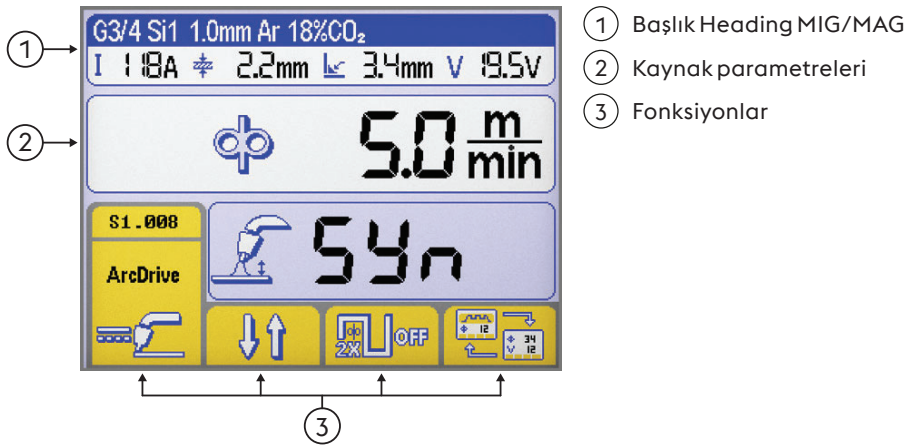 G3/4 Si1 1.0mm Ar 18%CO₂
I 118A 2.2mm 3.4mm V 19.5V
5.0 m/min
S1.008
ArcDrive
SYn
2X OFF
12 34
V 12
1 Başlık Heading MIG/MAG
2 Kaynak parametreleri
3 Fonksiyonlar
1
2
3